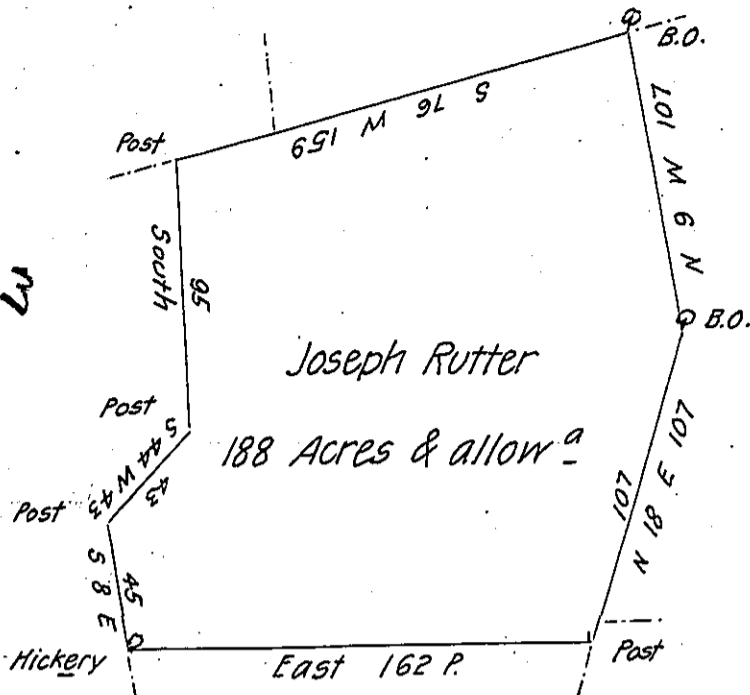 B.O.
S 76 W 159
Post
N 9 W 107
South
95
B.O.
Joseph Rutter
Post
188 Acres & allow a
S 44 W 43
43
107
N 18 E 107
Post
S 8 E
45
Hickery
East 162 P.
Post